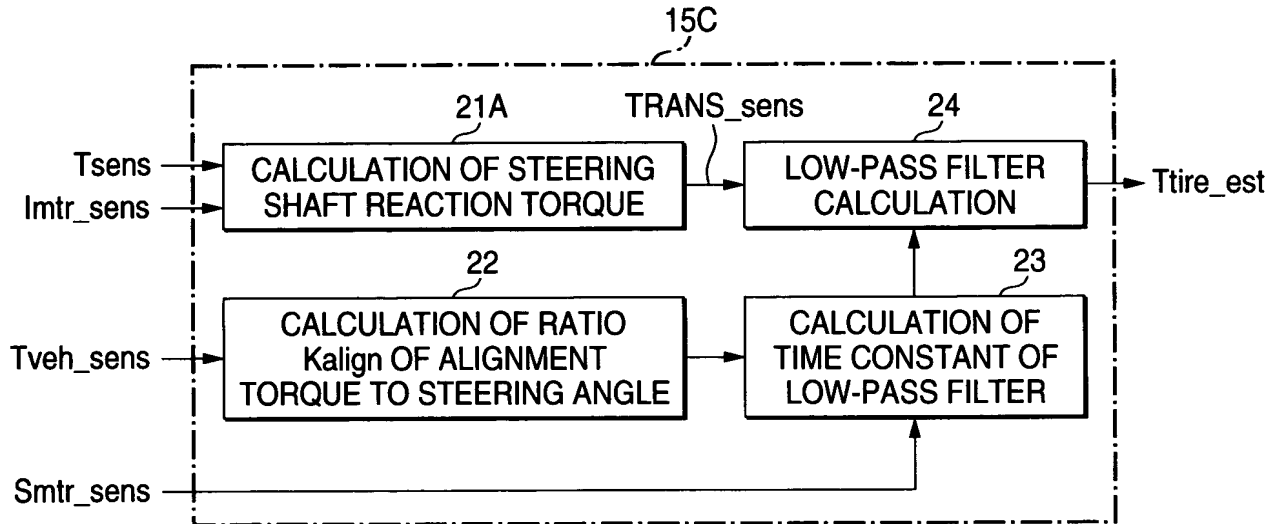 15C
21A
TRANS_sens
24
Tsens
Imtr_sens
CALCULATION OF STEERING
SHAFT REACTION TORQUE
LOW-PASS FILTER
CALCULATION
Ttire_est
22
23
Tveh_sens
CALCULATION OF RATIO
Kalign OF ALIGNMENT
TORQUE TO STEERING ANGLE
CALCULATION OF
TIME CONSTANT OF
LOW-PASS FILTER
Smtr_sens